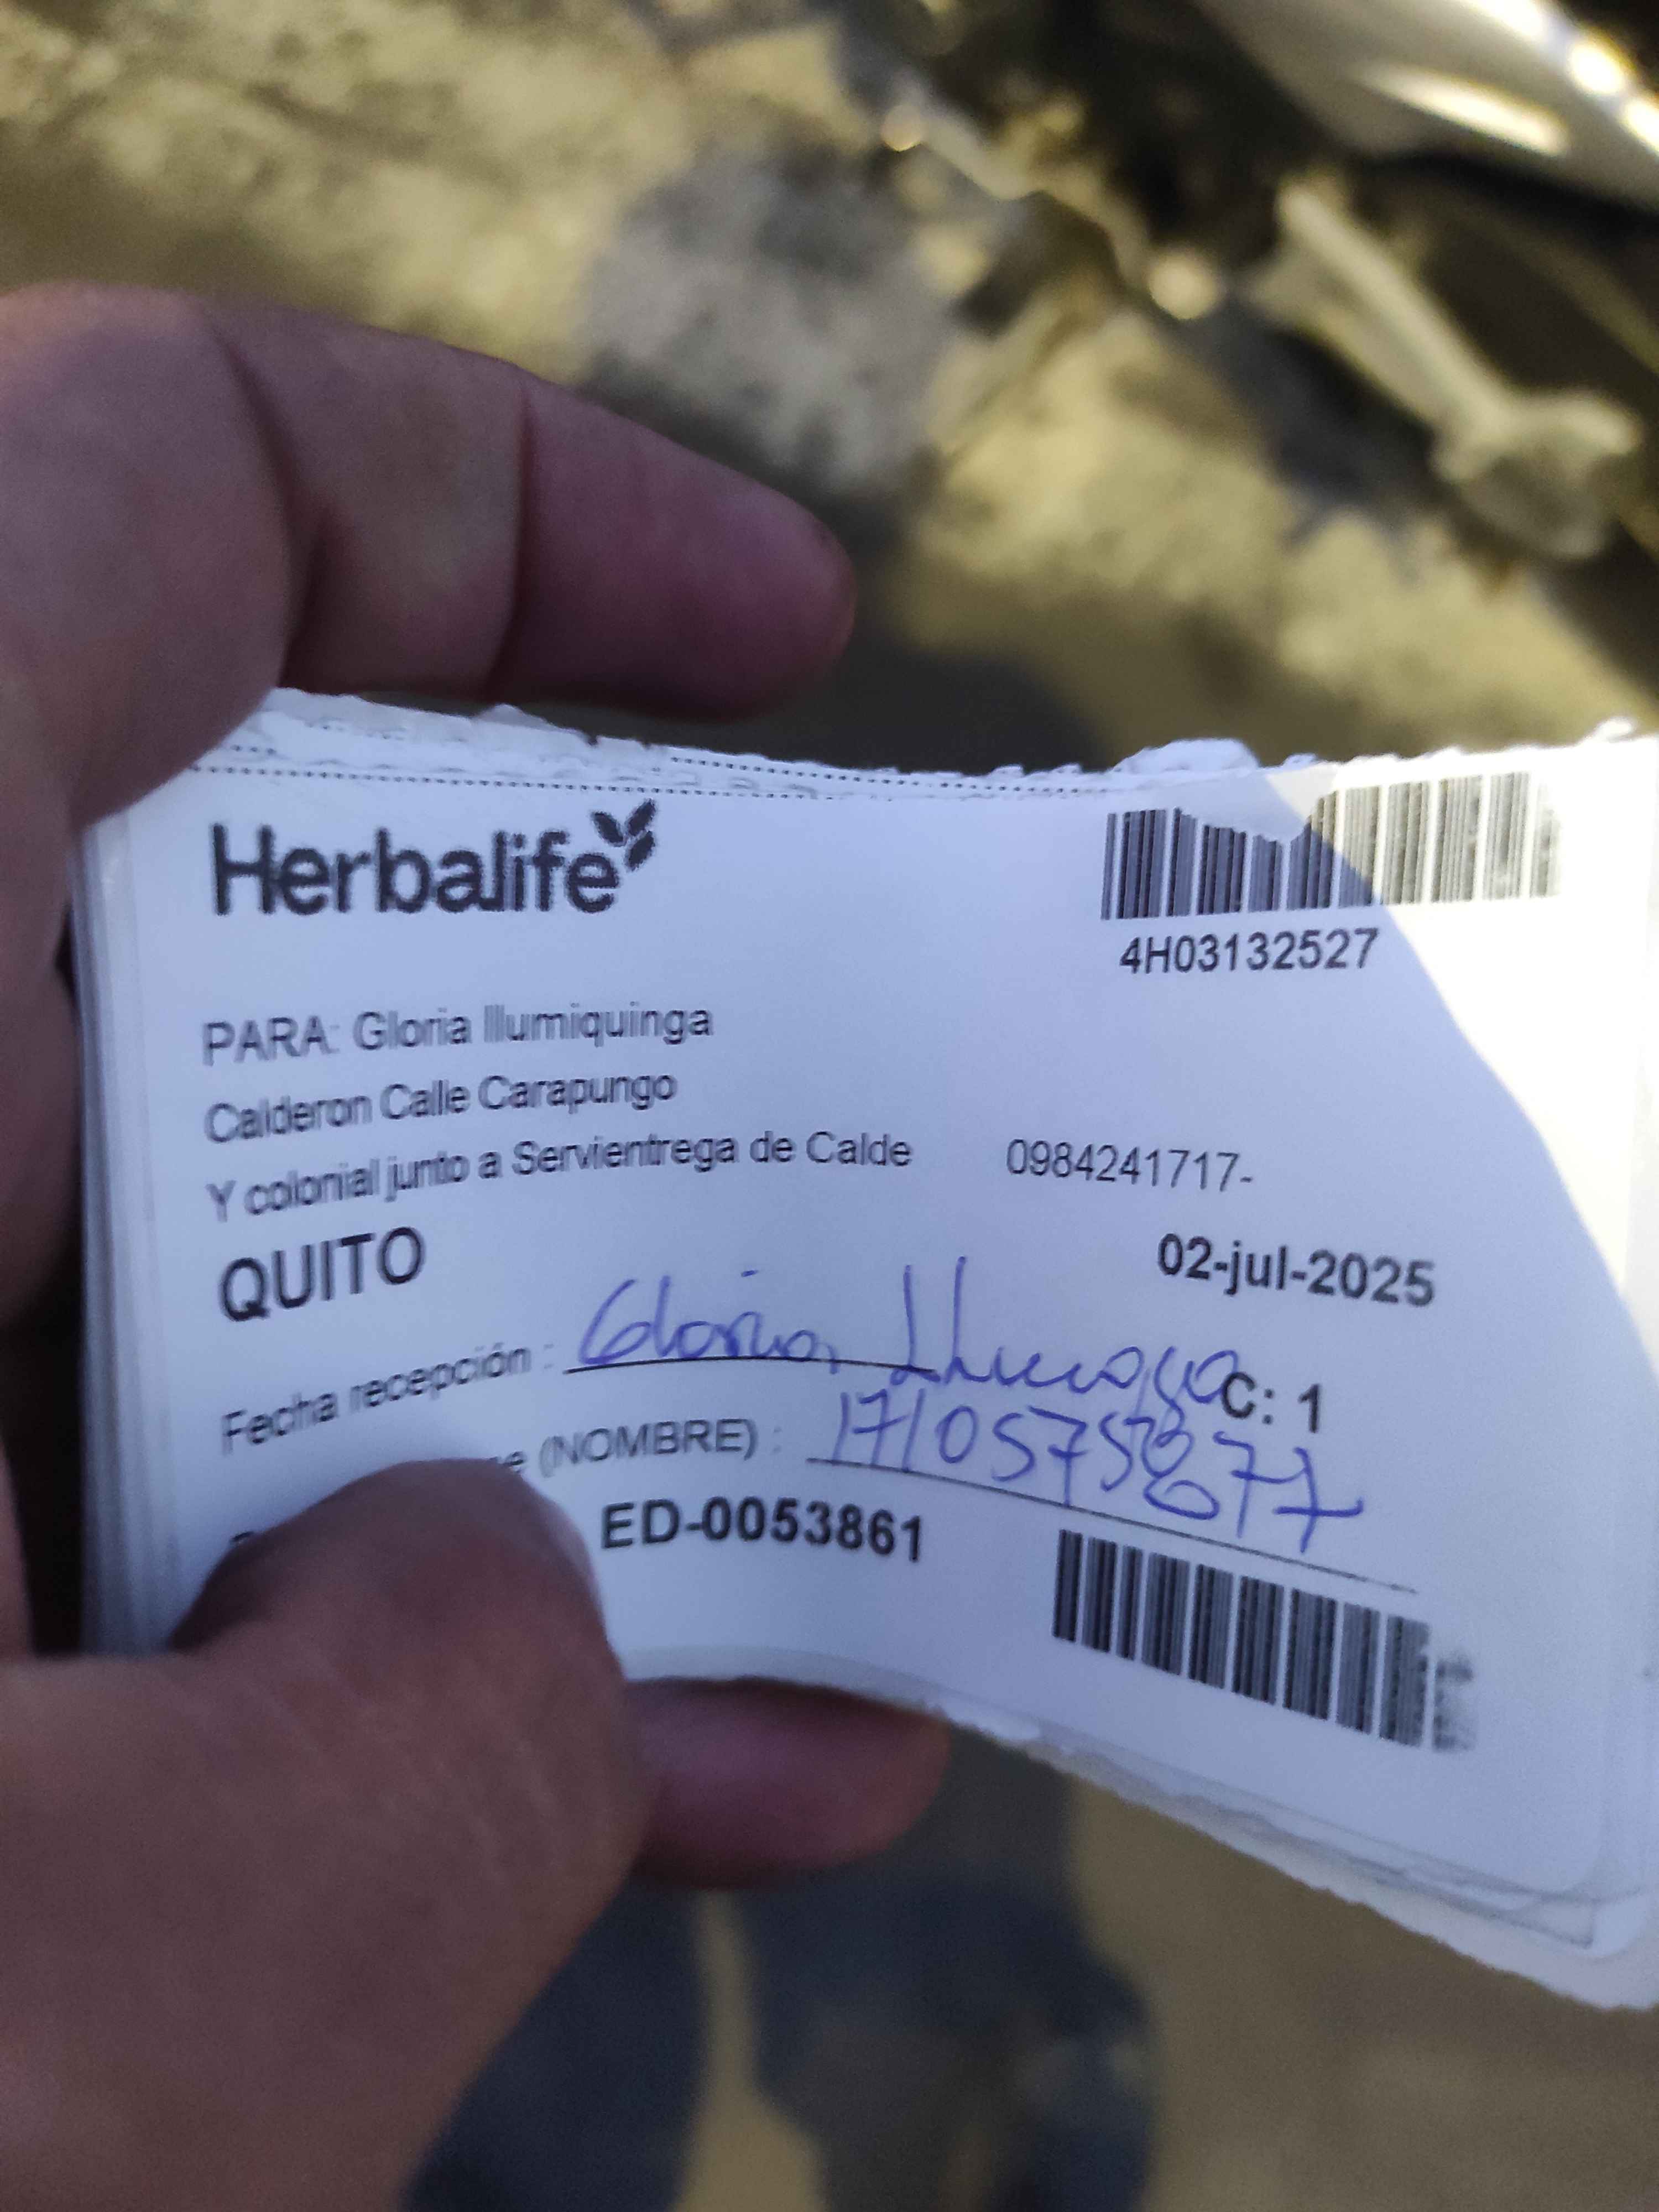 Herbalife
4H03132527
PARA: Gloria Illumiquinga
Calderon Calle Carapungo
Y colonial junto a Servientrega de Calde 0984241717-
QUITO 02-jul-2025
Fecha recepción : Gloria
C: 1
(NOMBRE) :
ED-0053861